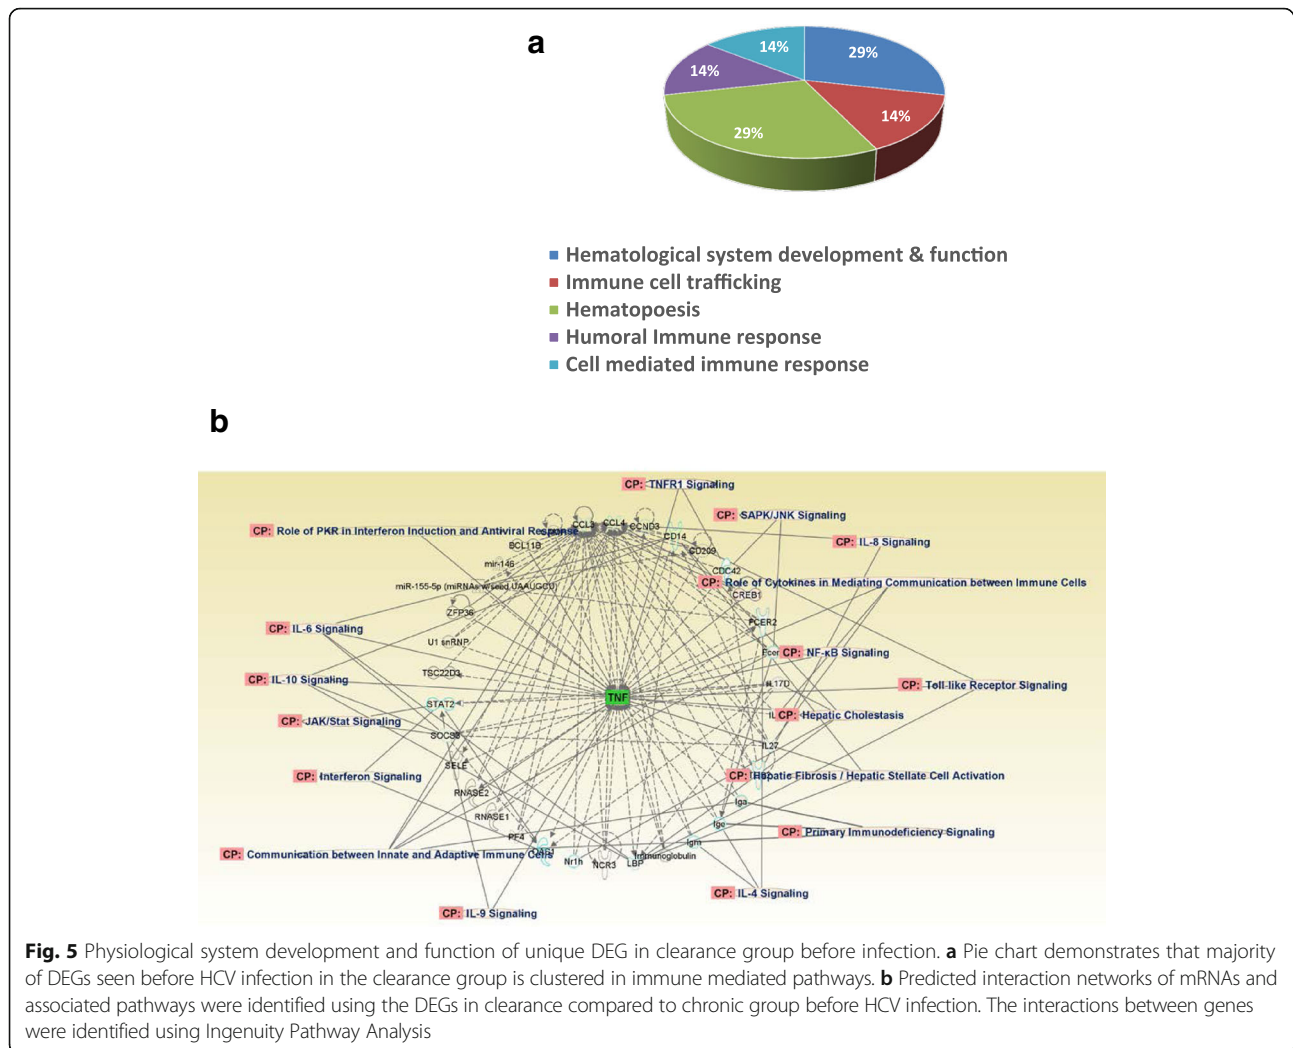 a
29%
14%
29%
14%
14%
Hematological system development & function
Immune cell trafficking
Hematopoesis
Humoral Immune response
Cell mediated immune response
b
CP: TNFR1 Signaling
CP: SAPK/JNK Signaling
CP: Role of PKR in Interferon Induction and Antiviral Response
CCL3
CCL4
CCND3
CD14
CP: IL-8 Signaling
BCL11B
CD209
mir-146
CDC42
miR-155-5p (miRNAs w/seed UAAUGCU)
CP: Role of Cytokines in Mediating Communication between Immune Cells
CREB1
ZFP36
FCER2
CP: IL-6 Signaling
U1 snRNP
CP: NF-κB Signaling
TSC22D3
CP: IL-10 Signaling
IL17D
CP: Toll-like Receptor Signaling
TNF
STAT2
CP: JAK/Stat Signaling
CP: Hepatic Cholestasis
SOCS3
IL27
SELE
CP: Interferon Signaling
CP: Hepatic Fibrosis / Hepatic Stellate Cell Activation
RNASE2
Iga
RNASE1
Ige
CP: Primary Immunodeficiency Signaling
PF4
Igm
CP: Communication between Innate and Adaptive Immune Cells
Nr1h
NCR3
LBP
Immunoglobulin
CP: IL-4 Signaling
CP: IL-9 Signaling
Fig. 5 Physiological system development and function of unique DEG in clearance group before infection. a Pie chart demonstrates that majority
of DEGs seen before HCV infection in the clearance group is clustered in immune mediated pathways. b Predicted interaction networks of mRNAs and
associated pathways were identified using the DEGs in clearance compared to chronic group before HCV infection. The interactions between genes
were identified using Ingenuity Pathway Analysis